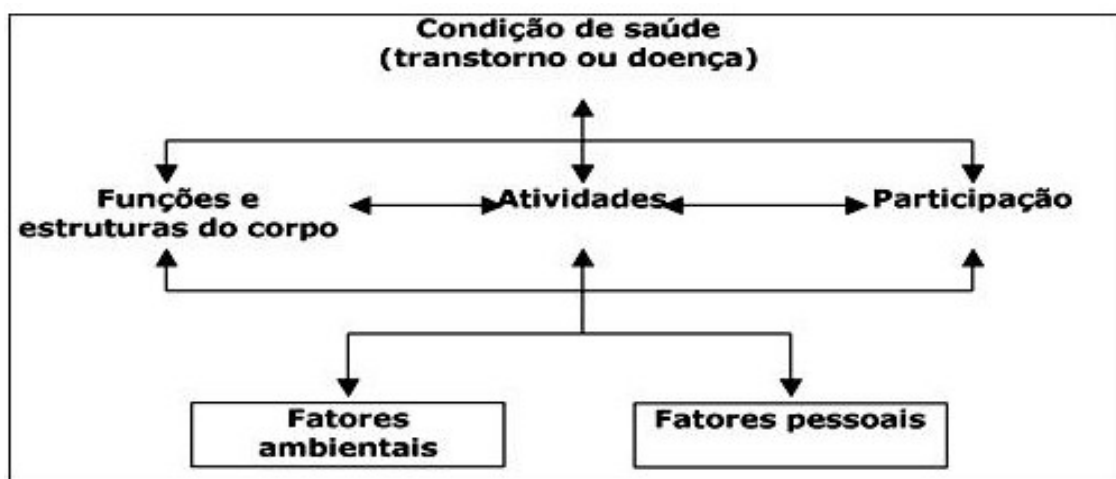 Condição de saúde
(transtorno ou doença)
Funções e
estruturas do corpo
Atividades
Participação
Fatores
ambientais
Fatores pessoais